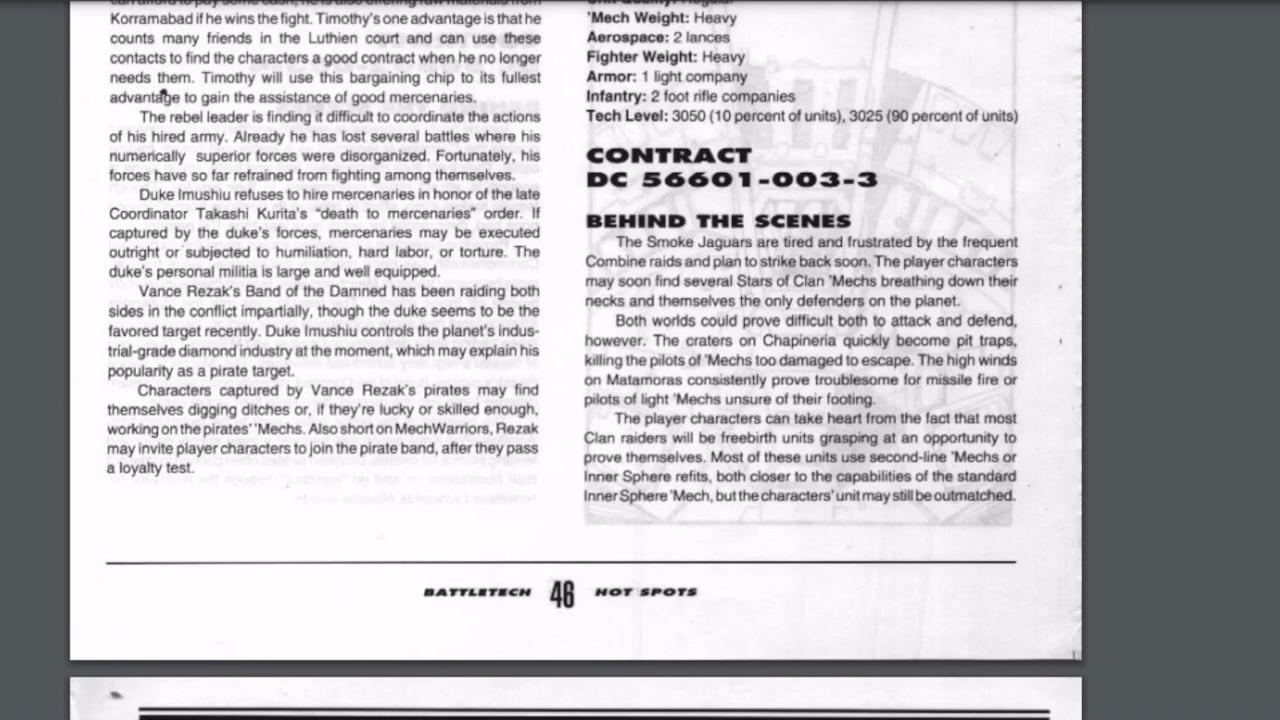 Korramabad if he wins the fight. Timothy's one advantage is that he
counts many friends in the Luthien court and can use these
contacts to find the characters a good contract when he no longer
needs them. Timothy will use this bargaining chip to its fullest
advantage to gain the assistance of good mercenaries.
The rebel leader is finding it difficult to coordinate the actions
of his hired army. Already he has lost several battles where his
numerically superior forces were disorganized. Fortunately, his
forces have so far refrained from fighting among themselves.
Duke Imushiu refuses to hire mercenaries in honor of the late
Coordinator Takashi Kurita's "death to mercenaries" order. If
captured by the duke's forces, mercenaries may be executed
outright or subjected to humiliation, hard labor, or torture. The
duke's personal militia is large and well equipped.
Vance Rezak's Band of the Damned has been raiding both
sides in the conflict impartially, though the duke seems to be the
favored target recently. Duke Imushiu controls the planet's indus-
trial-grade diamond industry at the moment, which may explain his
popularity as a pirate target.
Characters captured by Vance Rezak's pirates may find
themselves digging ditches or, if they're lucky or skilled enough,
working on the pirates' 'Mechs. Also short on MechWarriors, Rezak
may invite player characters to join the pirate band, after they pass
a loyalty test.
'Mech Weight: Heavy
Aerospace: 2 lances
Fighter Weight: Heavy
Armor: 1 light company
Infantry: 2 foot rifle companies
Tech Level: 3050 (10 percent of units), 3025 (90 percent of units)
CONTRACT
DC 56601-003-3
BEHIND THE SCENES
The Smoke Jaguars are tired and frustrated by the frequent
Combine raids and plan to strike back soon. The player characters
may soon find several Stars of Clan 'Mechs breathing down their
necks and themselves the only defenders on the planet.
Both worlds could prove difficult both to attack and defend,
however. The craters on Chapineria quickly become pit traps,
killing the pilots of 'Mechs too damaged to escape. The high winds
on Matamoras consistently prove troublesome for missile fire or
pilots of light 'Mechs unsure of their footing.
The player characters can take heart from the fact that most
Clan raiders will be freebirth units grasping at an opportunity to
prove themselves. Most of these units use second-line 'Mechs or
Inner Sphere refits, both closer to the capabilities of the standard
Inner Sphere 'Mech, but the characters' unit may still be outmatched.
BATTLETECH 46 HOT SPOTS